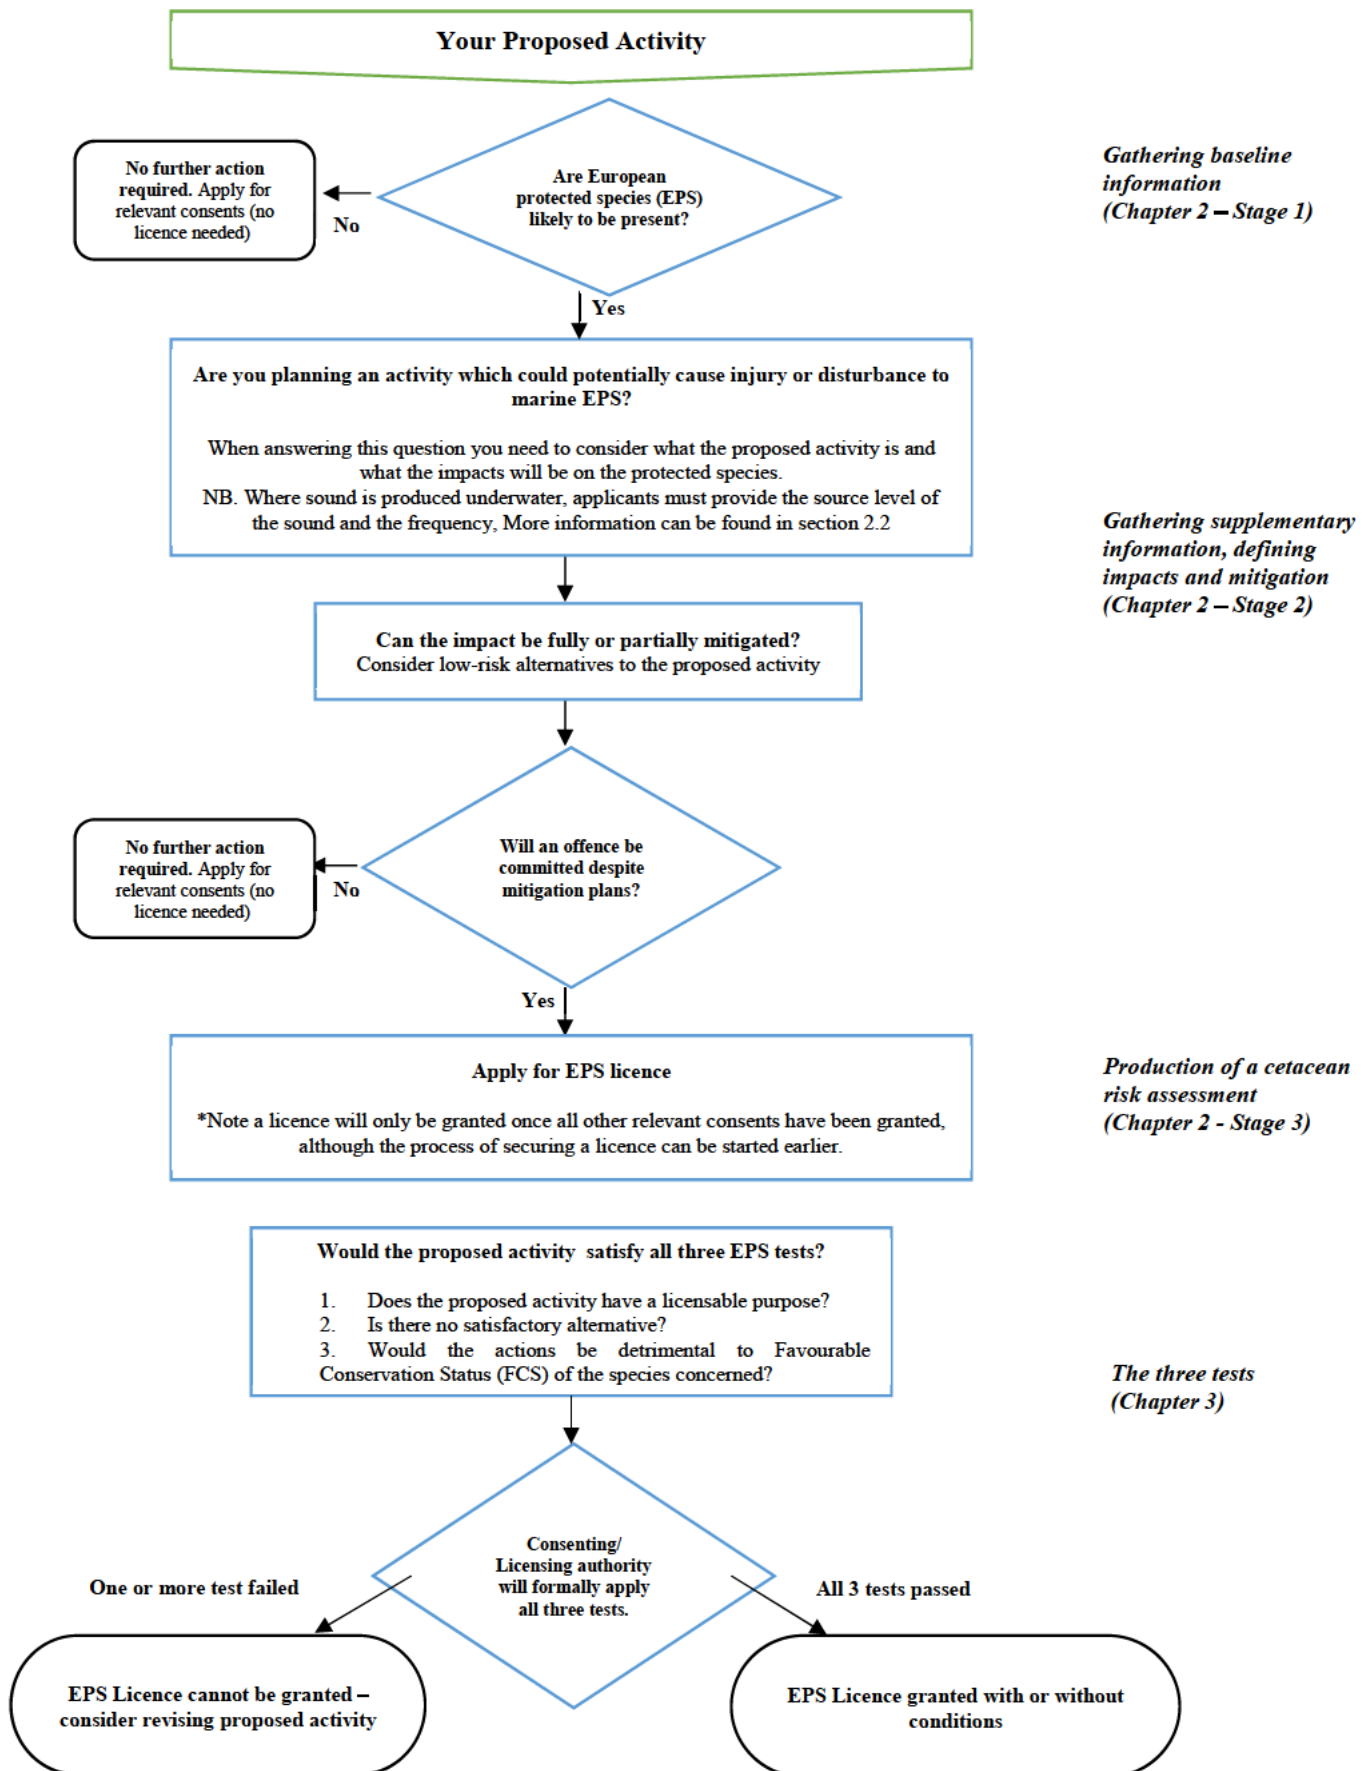 Your Proposed Activity
Are European
protected species (EPS)
likely to be present?
No further action
required. Apply for
relevant consents (no
licence needed)
No
Gathering baseline
information
(Chapter 2 – Stage 1)
Yes
Are you planning an activity which could potentially cause injury or disturbance to
marine EPS?
When answering this question you need to consider what the proposed activity is and
what the impacts will be on the protected species.
NB. Where sound is produced underwater, applicants must provide the source level of
the sound and the frequency, More information can be found in section 2.2
Gathering supplementary
information, defining
impacts and mitigation
(Chapter 2 – Stage 2)
Can the impact be fully or partially mitigated?
Consider low-risk alternatives to the proposed activity
Will an offence be
committed despite
mitigation plans?
No further action
required. Apply for
relevant consents (no
licence needed)
No
Yes
Apply for EPS licence
*Note a licence will only be granted once all other relevant consents have been granted,
although the process of securing a licence can be started earlier.
Production of a cetacean
risk assessment
(Chapter 2 - Stage 3)
Would the proposed activity satisfy all three EPS tests?
1. Does the proposed activity have a licensable purpose?
2. Is there no satisfactory alternative?
3. Would the actions be detrimental to Favourable
Conservation Status (FCS) of the species concerned?
The three tests
(Chapter 3)
Consenting/
Licensing authority
will formally apply
all three tests.
One or more test failed
All 3 tests passed
EPS Licence cannot be granted –
consider revising proposed activity
EPS Licence granted with or without
conditions